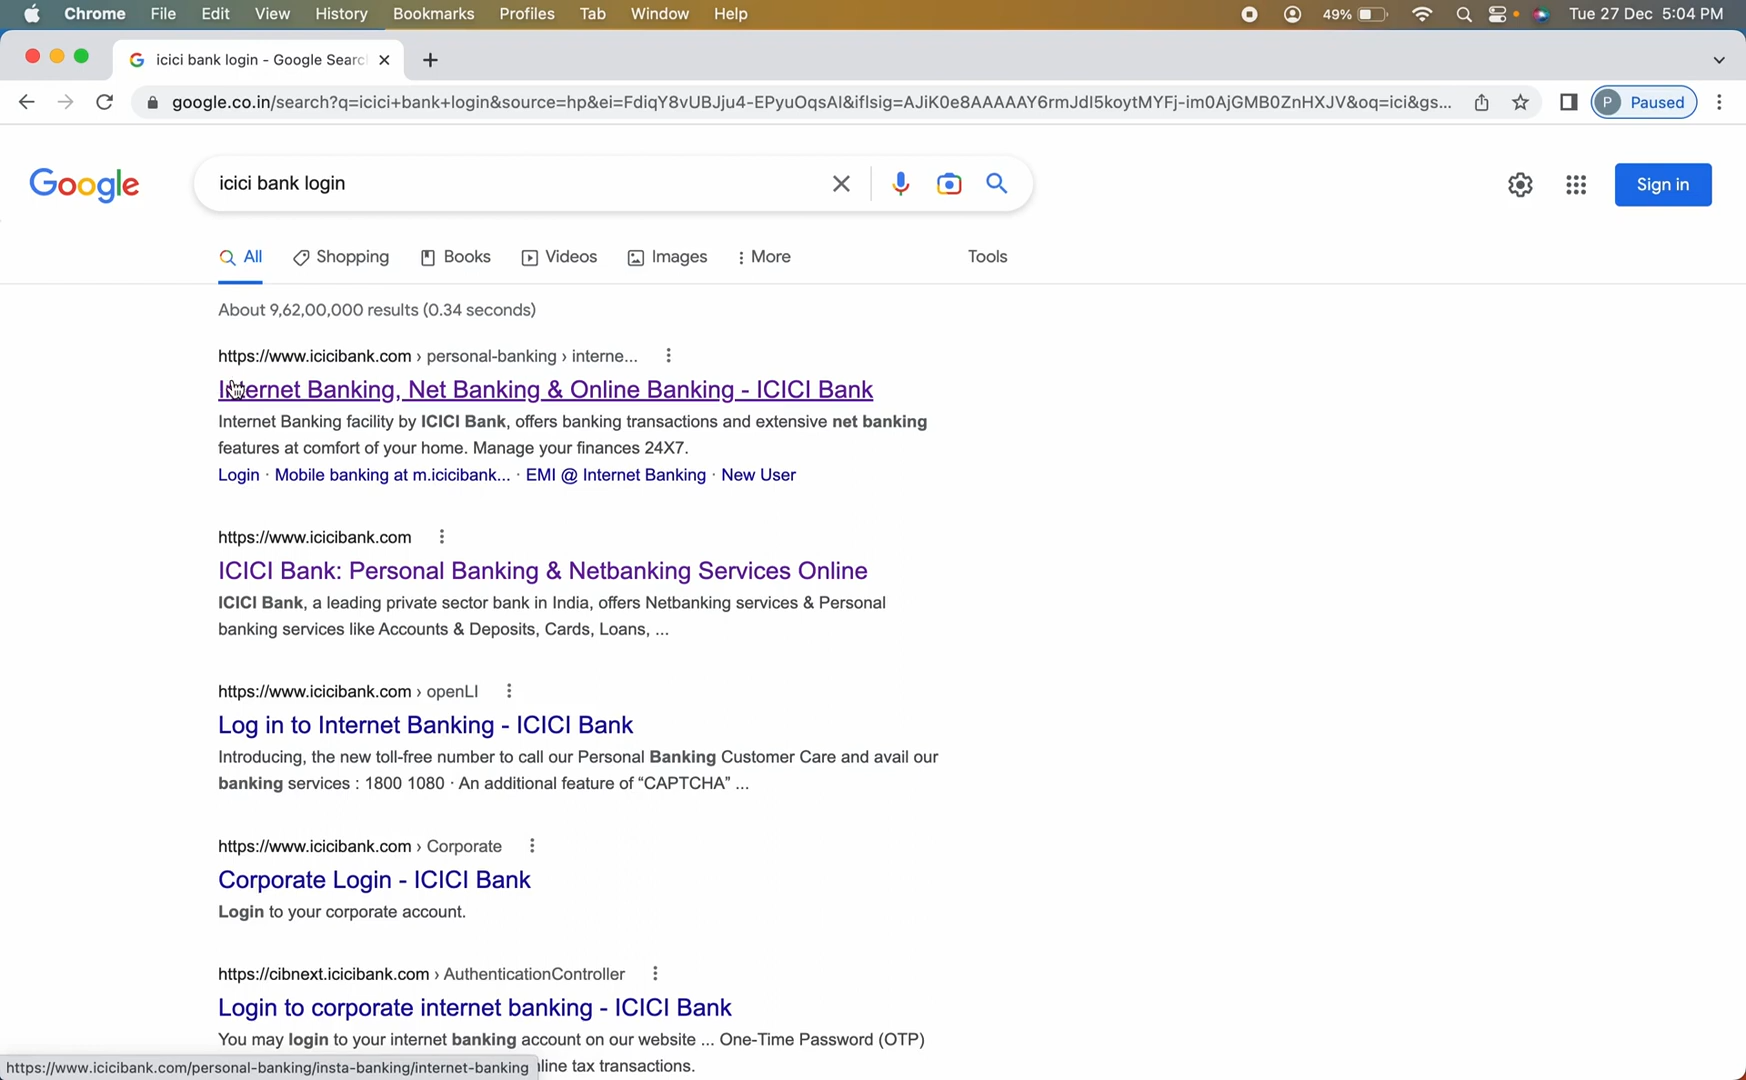 Chrome File Edit View History Bookmarks Profiles Tab Window Help 49% Tue 27 Dec 5:04 PM
icici bank login - Google Searc
google.co.in/search?q=icici+bank+login&source=hp&ei=FdiqY8vUBJju4-EPyuOqsAI&iflsig=AJiK0e8AAAAAY6rmJdI5koytMYFj-im0AjGMB0ZnHXJV&oq=ici&gs... P Paused
Google icici bank login Sign in
All Shopping Books Videos Images More Tools
About 9,62,00,000 results (0.34 seconds)
https://www.icicibank.com › personal-banking › interne...
Internet Banking, Net Banking & Online Banking - ICICI Bank
Internet Banking facility by ICICI Bank, offers banking transactions and extensive net banking
features at comfort of your home. Manage your finances 24X7.
Login · Mobile banking at m.icicibank... · EMI @ Internet Banking · New User
https://www.icicibank.com
ICICI Bank: Personal Banking & Netbanking Services Online
ICICI Bank, a leading private sector bank in India, offers Netbanking services & Personal
banking services like Accounts & Deposits, Cards, Loans, ...
https://www.icicibank.com › openLI
Log in to Internet Banking - ICICI Bank
Introducing, the new toll-free number to call our Personal Banking Customer Care and avail our
banking services : 1800 1080 · An additional feature of “CAPTCHA” ...
https://www.icicibank.com › Corporate
Corporate Login - ICICI Bank
Login to your corporate account.
https://cibnext.icicibank.com › AuthenticationController
Login to corporate internet banking - ICICI Bank
You may login to your internet banking account on our website ... One-Time Password (OTP)
https://www.icicibank.com/personal-banking/insta-banking/internet-banking line tax transactions.